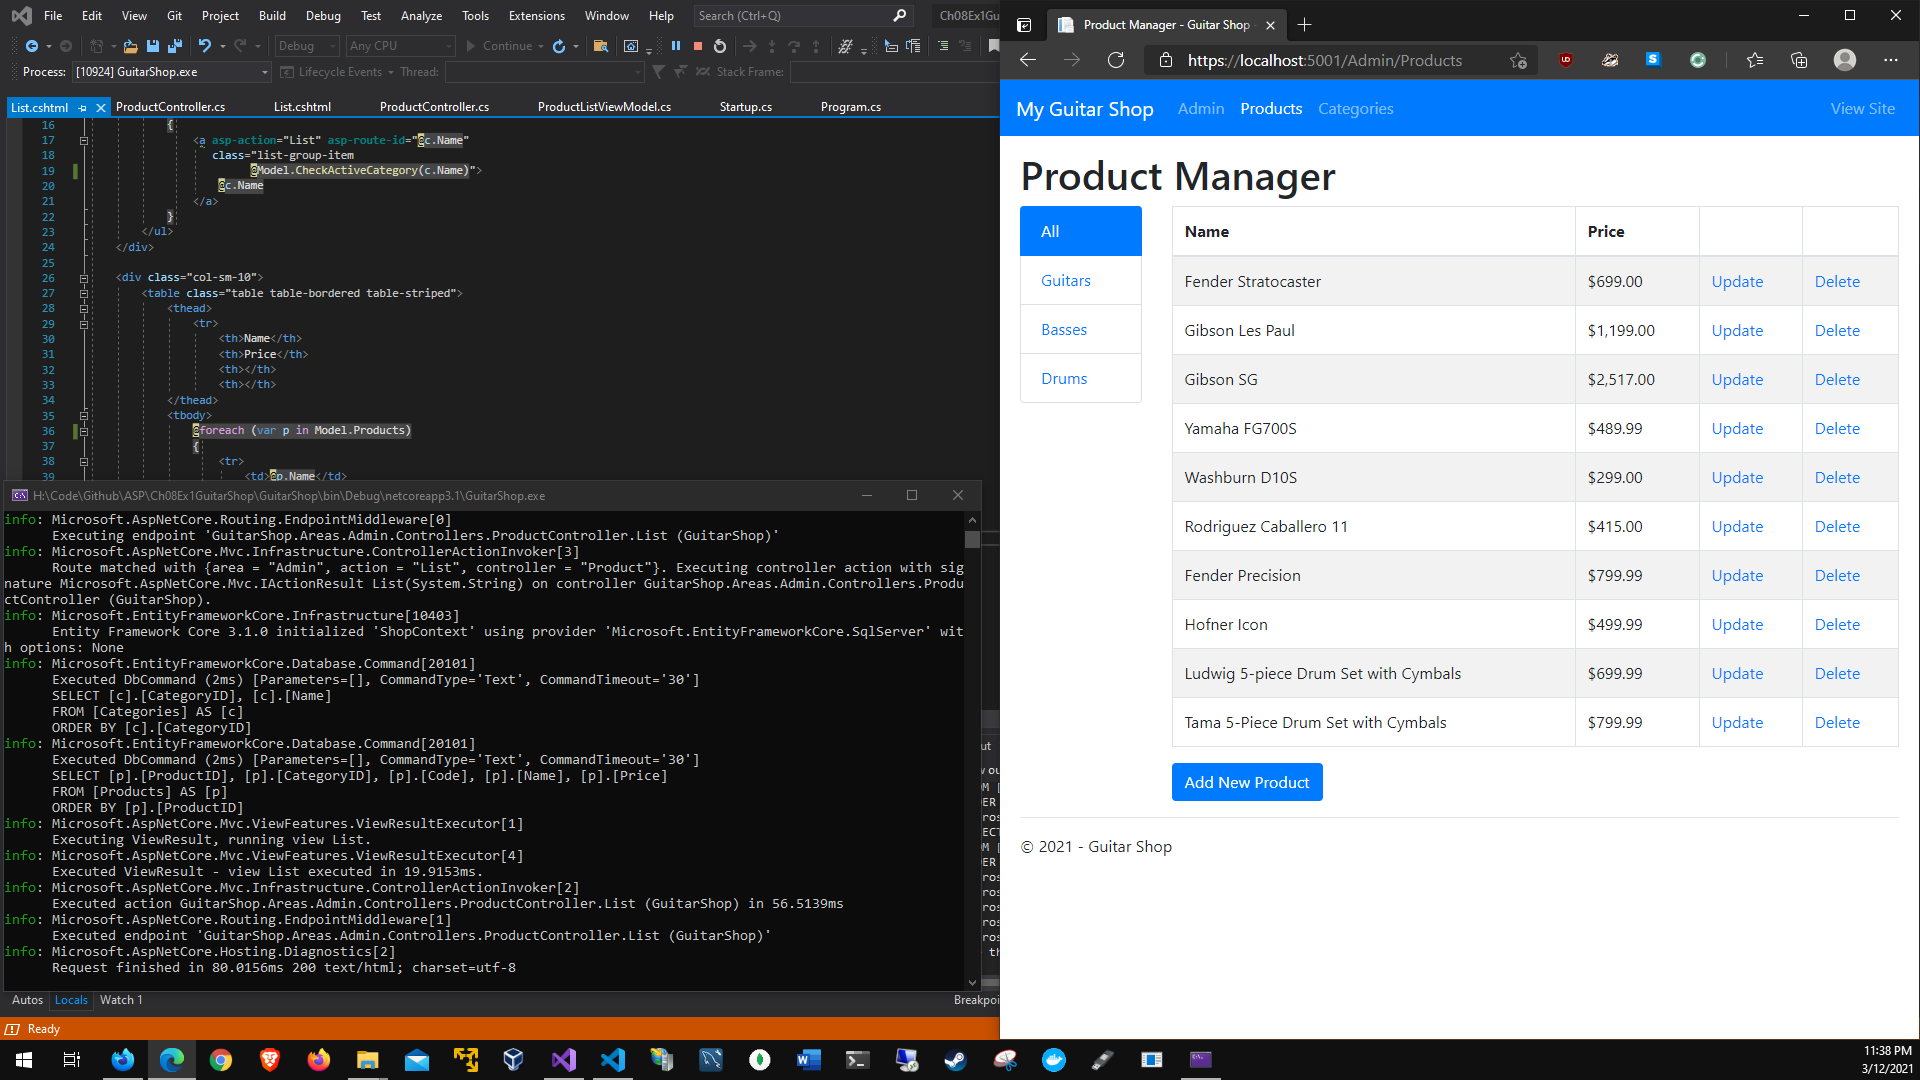 File Edit View Git Project Build Debug Test Analyze Tools Extensions Window Help Search (Ctrl+Q) Ch08Ex1Gu
Debug Any CPU Continue
Process: [10924] GuitarShop.exe Lifecycle Events Thread: Stack Frame:
List.cshtml ProductController.cs List.cshtml ProductController.cs ProductListViewModel.cs Startup.cs Program.cs
16 {
17 <a asp-action="List" asp-route-id="@c.Name"
18 class="list-group-item
19 @Model.CheckActiveCategory(c.Name)">
20 @c.Name
21 </a>
22 }
23 </ul>
24 </div>
25
26 <div class="col-sm-10">
27 <table class="table table-bordered table-striped">
28 <thead>
29 <tr>
30 <th>Name</th>
31 <th>Price</th>
32 <th></th>
33 <th></th>
34 </thead>
35 <tbody>
36 @foreach (var p in Model.Products)
37 {
38 <tr>
39 <td>@p.Name</td>
H:\Code\Github\ASP\Ch08Ex1GuitarShop\GuitarShop\bin\Debug\netcoreapp3.1\GuitarShop.exe
info: Microsoft.AspNetCore.Routing.EndpointMiddleware[0]
Executing endpoint 'GuitarShop.Areas.Admin.Controllers.ProductController.List (GuitarShop)'
info: Microsoft.AspNetCore.Mvc.Infrastructure.ControllerActionInvoker[3]
Route matched with {area = "Admin", action = "List", controller = "Product"}. Executing controller action with sig
nature Microsoft.AspNetCore.Mvc.IActionResult List(System.String) on controller GuitarShop.Areas.Admin.Controllers.Produ
ctController (GuitarShop).
info: Microsoft.EntityFrameworkCore.Infrastructure[10403]
Entity Framework Core 3.1.0 initialized 'ShopContext' using provider 'Microsoft.EntityFrameworkCore.SqlServer' wit
h options: None
info: Microsoft.EntityFrameworkCore.Database.Command[20101]
Executed DbCommand (2ms) [Parameters=[], CommandType='Text', CommandTimeout='30']
SELECT [c].[CategoryID], [c].[Name]
FROM [Categories] AS [c]
ORDER BY [c].[CategoryID]
info: Microsoft.EntityFrameworkCore.Database.Command[20101]
Executed DbCommand (2ms) [Parameters=[], CommandType='Text', CommandTimeout='30']
SELECT [p].[ProductID], [p].[CategoryID], [p].[Code], [p].[Name], [p].[Price]
FROM [Products] AS [p]
ORDER BY [p].[ProductID]
info: Microsoft.AspNetCore.Mvc.ViewFeatures.ViewResultExecutor[1]
Executing ViewResult, running view List.
info: Microsoft.AspNetCore.Mvc.ViewFeatures.ViewResultExecutor[4]
Executed ViewResult - view List executed in 19.9153ms.
info: Microsoft.AspNetCore.Mvc.Infrastructure.ControllerActionInvoker[2]
Executed action GuitarShop.Areas.Admin.Controllers.ProductController.List (GuitarShop) in 56.5139ms
info: Microsoft.AspNetCore.Routing.EndpointMiddleware[1]
Executed endpoint 'GuitarShop.Areas.Admin.Controllers.ProductController.List (GuitarShop)'
info: Microsoft.AspNetCore.Hosting.Diagnostics[2]
Request finished in 80.0156ms 200 text/html; charset=utf-8
Autos Locals Watch 1 Breakpoi
Ready
Product Manager - Guitar Shop
https://localhost:5001/Admin/Products
My Guitar Shop Admin Products Categories View Site
Product Manager
All
Guitars
Basses
Drums
Name Price
Fender Stratocaster $699.00 Update Delete
Gibson Les Paul $1,199.00 Update Delete
Gibson SG $2,517.00 Update Delete
Yamaha FG700S $489.99 Update Delete
Washburn D10S $299.00 Update Delete
Rodriguez Caballero 11 $415.00 Update Delete
Fender Precision $799.99 Update Delete
Hofner Icon $499.99 Update Delete
Ludwig 5-piece Drum Set with Cymbals $699.99 Update Delete
Tama 5-Piece Drum Set with Cymbals $799.99 Update Delete
Add New Product
© 2021 - Guitar Shop
11:38 PM
3/12/2021